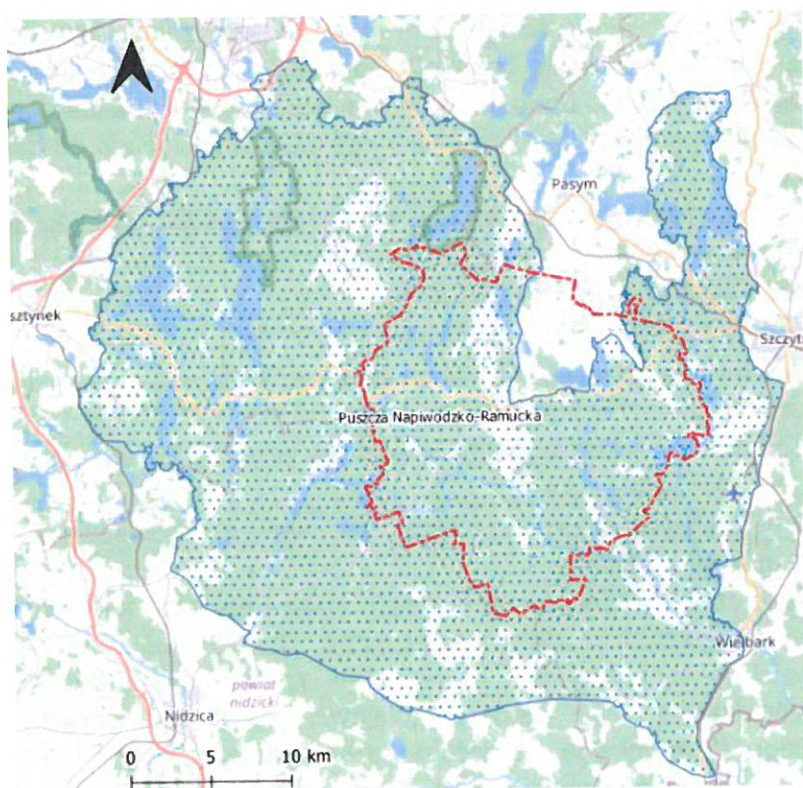 Pasym
sztynek
Szczyt
Puszcza Napiwodzko-Ramucka
Wielbark
powiat
nidzicki
Nidzica
0 5 10 km